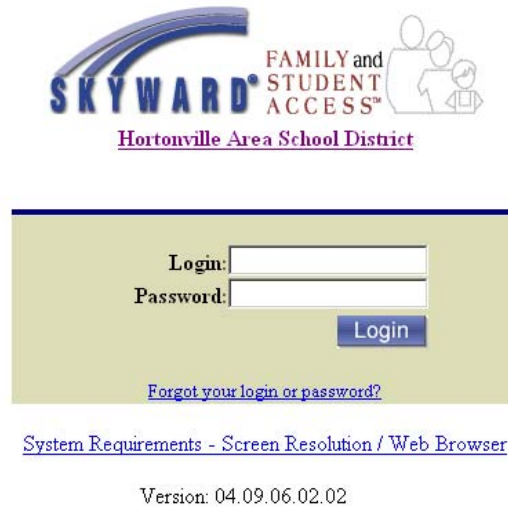 SKYWARD®
FAMILY and
STUDENT
ACCESS℠
Hortonville Area School District
Login:
Password:
Login
Forgot your login or password?
System Requirements - Screen Resolution / Web Browser
Version: 04.09.06.02.02